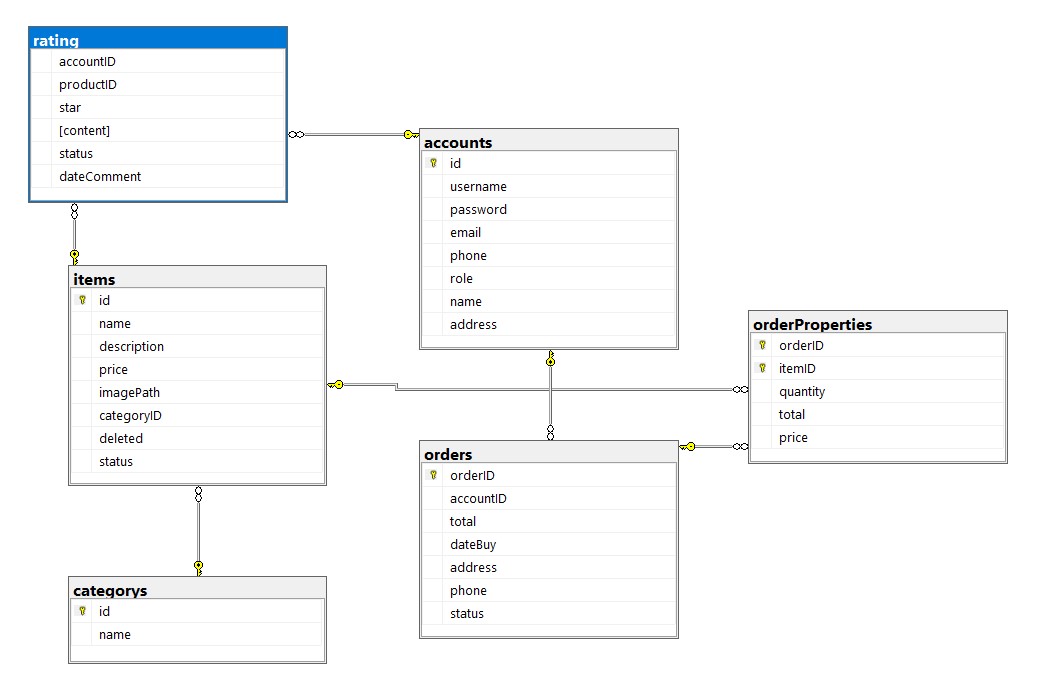 rating
accountID
productID
star
[content]
status
dateComment
accounts
id
username
password
email
phone
role
name
address
items
id
name
description
price
imagePath
categoryID
deleted
status
orderProperties
orderID
itemID
quantity
total
price
orders
orderID
accountID
total
dateBuy
address
phone
status
categorys
id
name